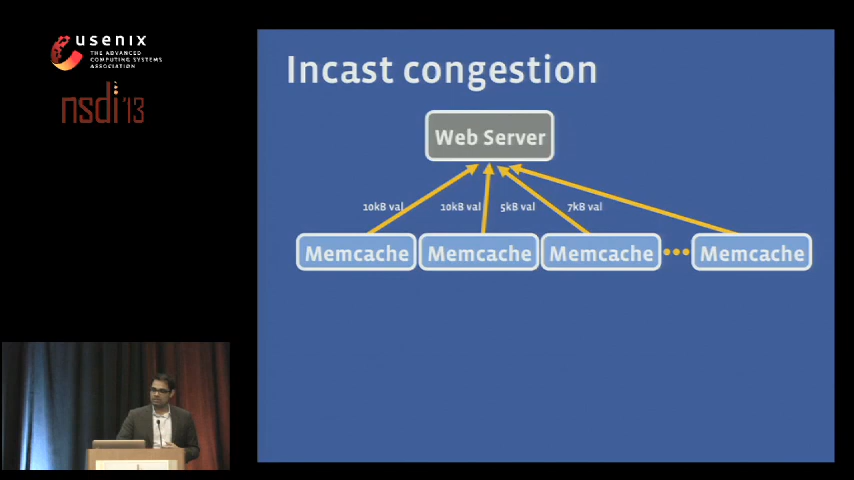 usenix
THE ADVANCED
COMPUTING SYSTEMS
ASSOCIATION
nsdi '13
Incast congestion
Web Server
10kB val 10kB val 5kB val 7kB val
Memcache Memcache Memcache Memcache